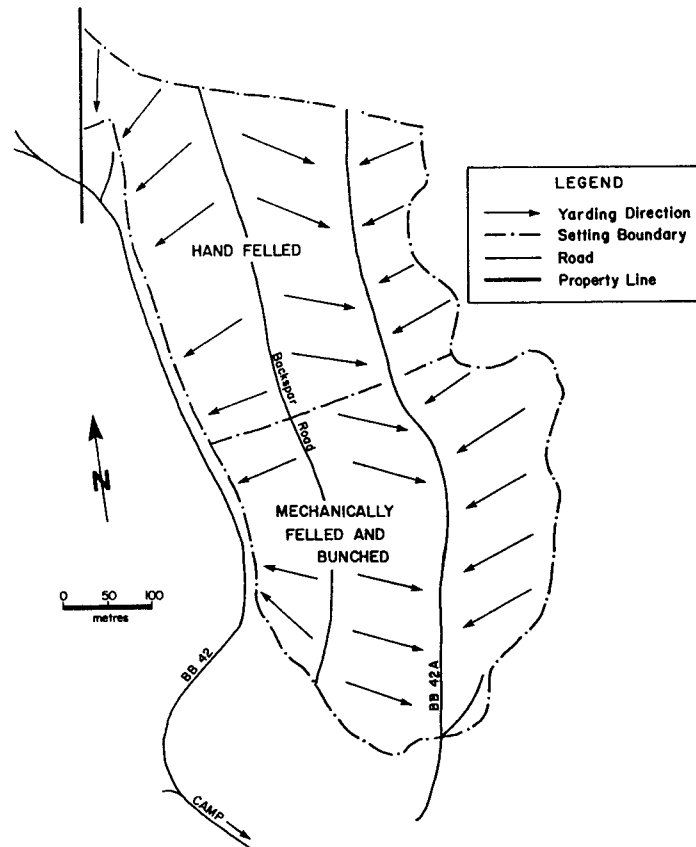 LEGEND
Yarding Direction
Setting Boundary
Road
Property Line
HAND FELLED
Backspar
Road
N
MECHANICALLY
FELLED AND
BUNCHED
0 50 100
metres
BB 42
BB 42A
CAMP